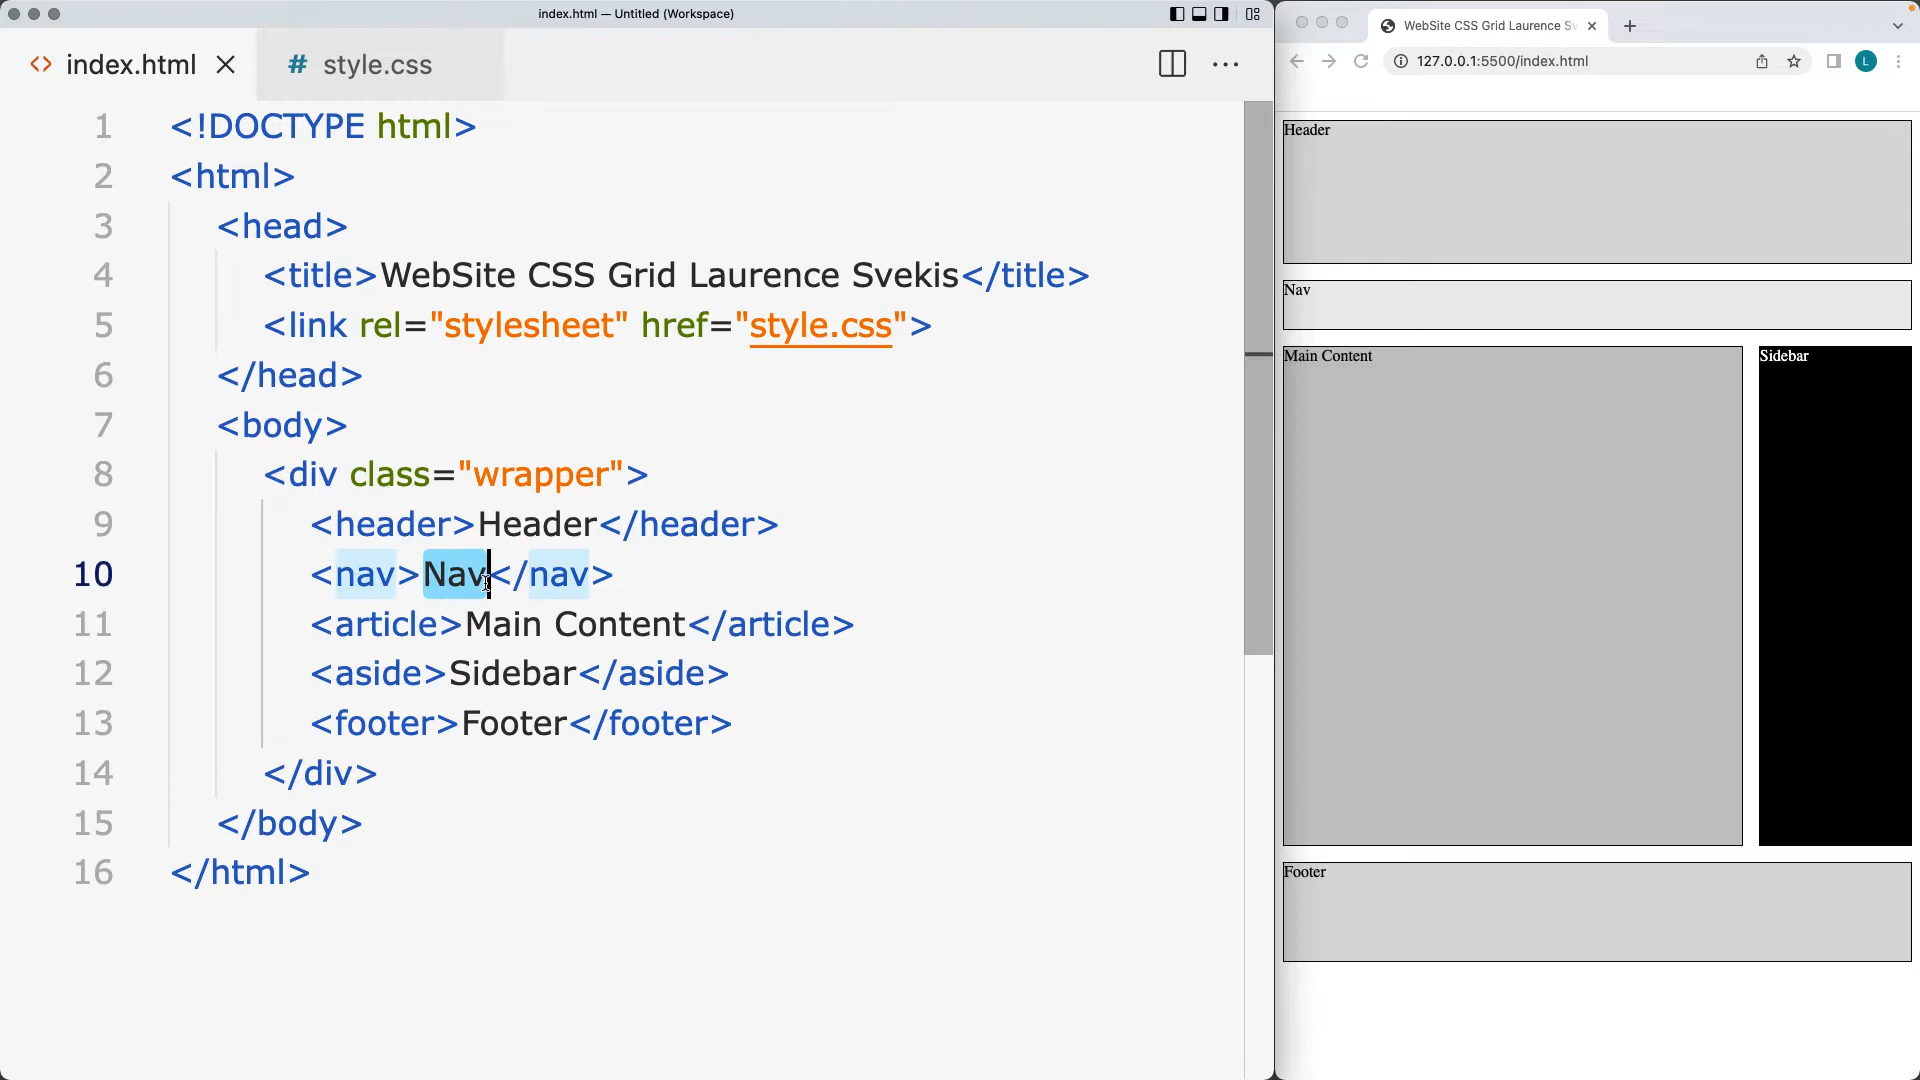 index.html — Untitled (Workspace)
<> index.html
# style.css
1 <!DOCTYPE html>
2 <html>
3 <head>
4 <title>WebSite CSS Grid Laurence Svekis</title>
5 <link rel="stylesheet" href="style.css">
6 </head>
7 <body>
8 <div class="wrapper">
9 <header>Header</header>
10 <nav>Nav</nav>
11 <article>Main Content</article>
12 <aside>Sidebar</aside>
13 <footer>Footer</footer>
14 </div>
15 </body>
16 </html>
WebSite CSS Grid Laurence Sv
127.0.0.1:5500/index.html
L
Header
Nav
Main Content
Sidebar
Footer